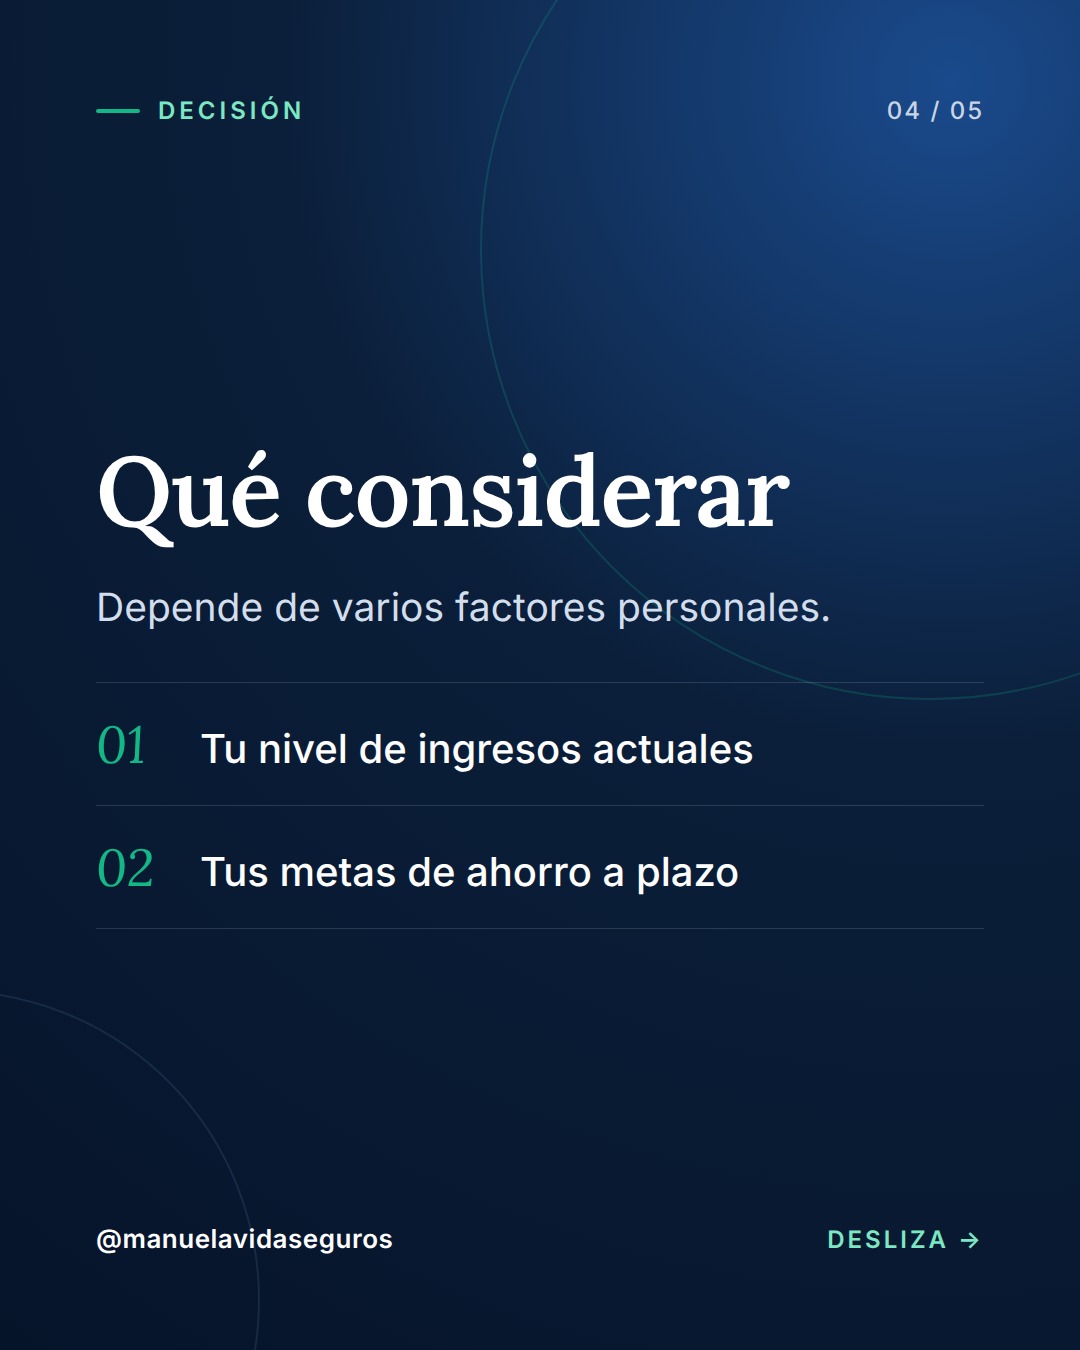 DECISIÓN
04 / 05
Qué considerar
Depende de varios factores personales.
01 Tu nivel de ingresos actuales
02 Tus metas de ahorro a plazo
@manuelavidaseguros
DESLIZA →